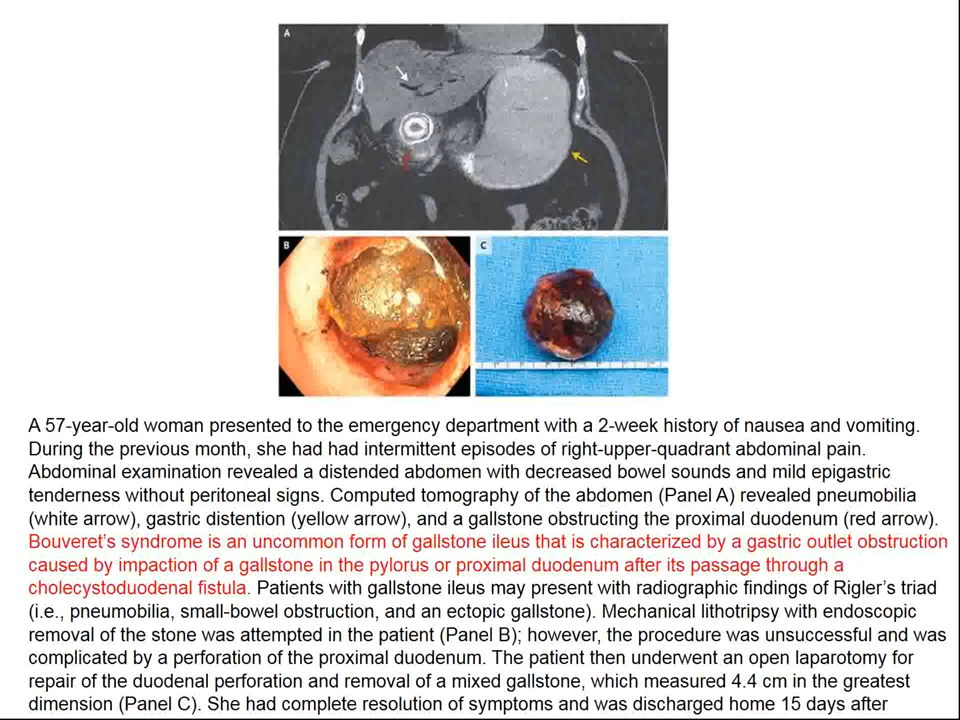 A
B
C
A 57-year-old woman presented to the emergency department with a 2-week history of nausea and vomiting.
During the previous month, she had had intermittent episodes of right-upper-quadrant abdominal pain.
Abdominal examination revealed a distended abdomen with decreased bowel sounds and mild epigastric
tenderness without peritoneal signs. Computed tomography of the abdomen (Panel A) revealed pneumobilia
(white arrow), gastric distention (yellow arrow), and a gallstone obstructing the proximal duodenum (red arrow).
Bouveret's syndrome is an uncommon form of gallstone ileus that is characterized by a gastric outlet obstruction
caused by impaction of a gallstone in the pylorus or proximal duodenum after its passage through a
cholecystoduodenal fistula. Patients with gallstone ileus may present with radiographic findings of Rigler's triad
(i.e., pneumobilia, small-bowel obstruction, and an ectopic gallstone). Mechanical lithotripsy with endoscopic
removal of the stone was attempted in the patient (Panel B); however, the procedure was unsuccessful and was
complicated by a perforation of the proximal duodenum. The patient then underwent an open laparotomy for
repair of the duodenal perforation and removal of a mixed gallstone, which measured 4.4 cm in the greatest
dimension (Panel C). She had complete resolution of symptoms and was discharged home 15 days after